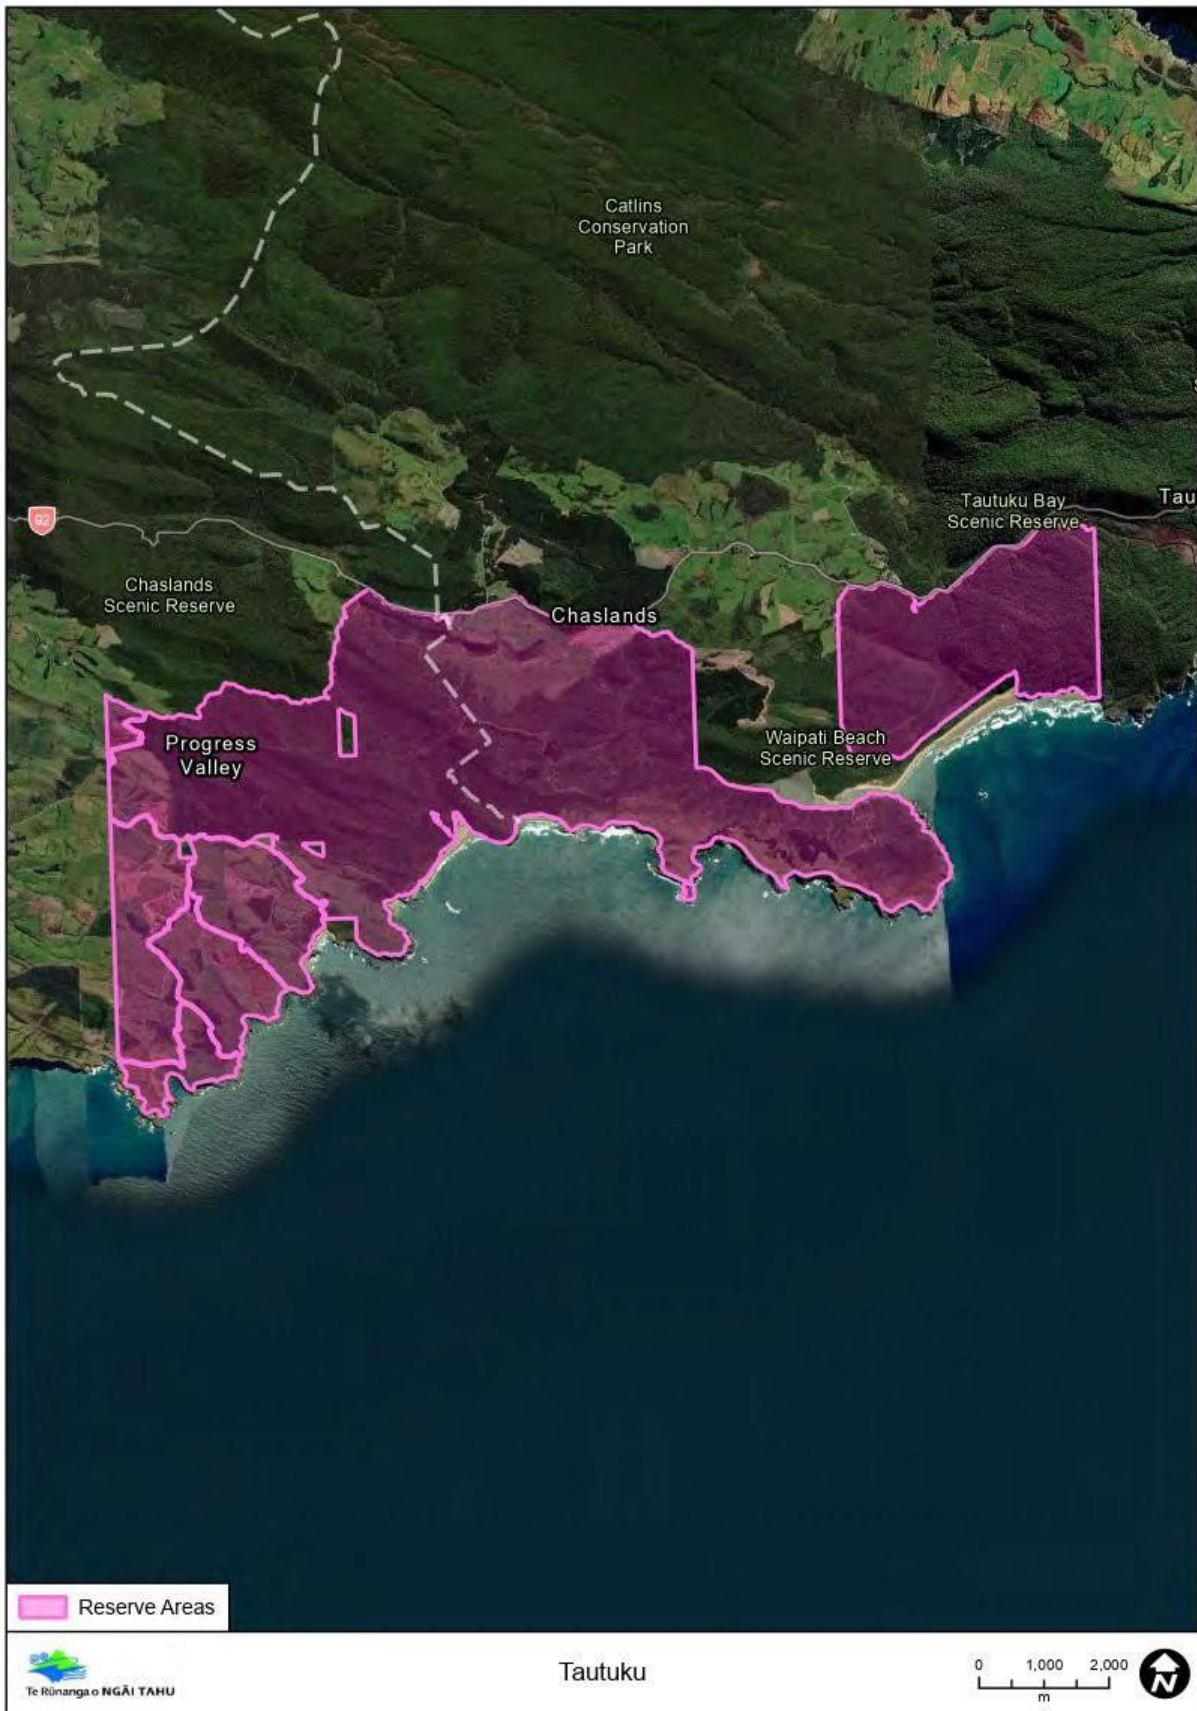 Catlins
Conservation
Park
Tautuku Bay
Scenic Reserve
Tau
92
Chaslands
Scenic Reserve
Chaslands
Progress
Valley
Waipati Beach
Scenic Reserve
Reserve Areas
Te Rūnanga o NGĀI TAHU
Tautuku
0 1,000 2,000
m
N